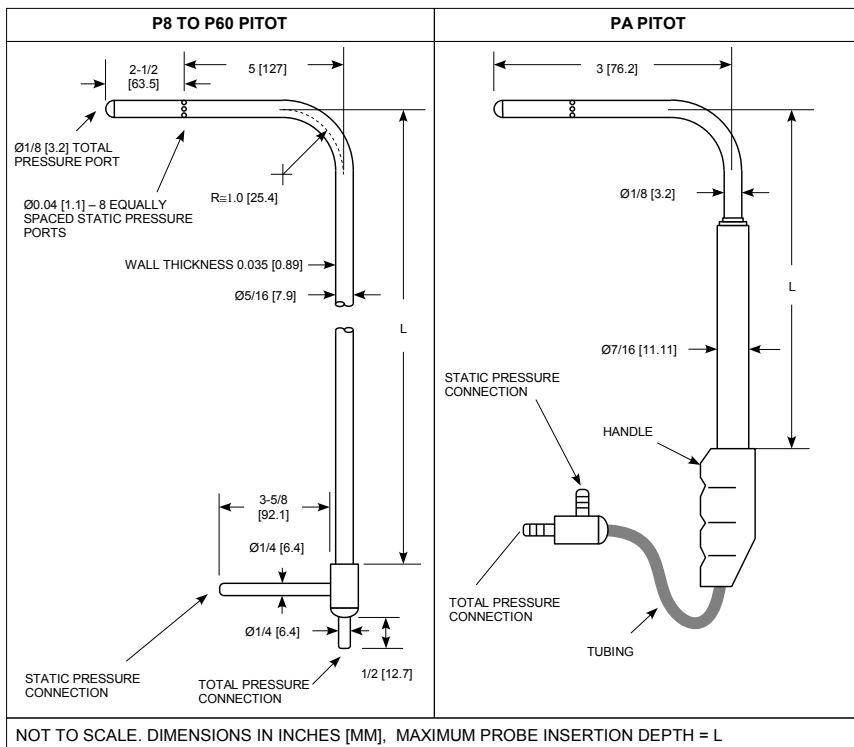 P8 TO P60 PITOT
2-1/2
[63.5]
5 [127]
Ø1/8 [3.2] TOTAL
PRESSURE PORT
R≅1.0 [25.4]
Ø0.04 [1.1] – 8 EQUALLY
SPACED STATIC PRESSURE
PORTS
WALL THICKNESS 0.035 [0.89]
Ø5/16 [7.9]
L
3-5/8
[92.1]
Ø1/4 [6.4]
Ø1/4 [6.4]
1/2 [12.7]
STATIC PRESSURE
CONNECTION
TOTAL PRESSURE
CONNECTION
PA PITOT
3 [76.2]
Ø1/8 [3.2]
L
Ø7/16 [11.11]
STATIC PRESSURE
CONNECTION
HANDLE
TOTAL PRESSURE
CONNECTION
TUBING
NOT TO SCALE. DIMENSIONS IN INCHES [MM], MAXIMUM PROBE INSERTION DEPTH = L